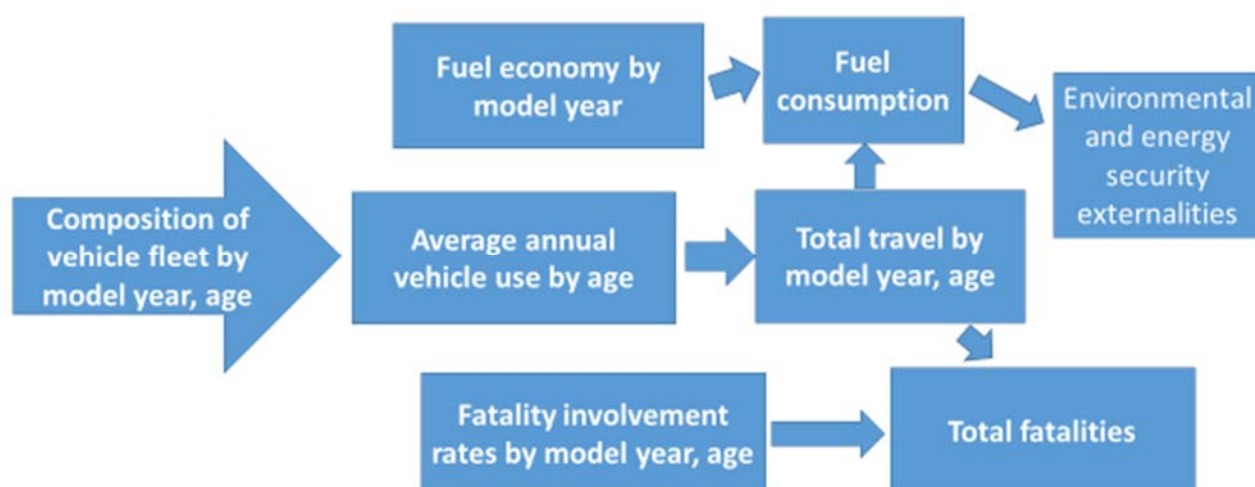 Fuel economy by
model year
Fuel
consumption
Environmental
and energy
security
externalities
Composition of
vehicle fleet by
model year, age
Average annual
vehicle use by age
Total travel by
model year, age
Fatality involvement
rates by model year, age
Total fatalities